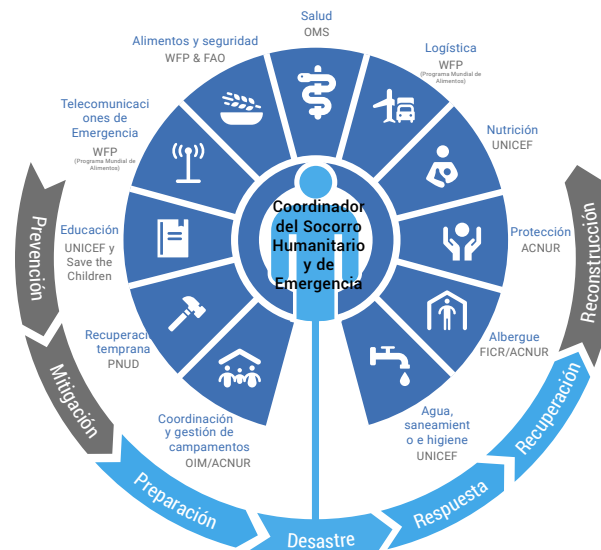 Salud
OMS
Logística
WFP
(Programa Mundial de
Alimentos)
Nutrición
UNICEF
Protección
ACNUR
Albergue
FICR/ACNUR
Agua,
saneamient
o e higiene
UNICEF
Coordinación
y gestión de
campamentos
OIM/ACNUR
Recuperaci
temprana
PNUD
Educación
UNICEF y
Save the
Children
Telecomunicaci
ones de
Emergencia
WFP
(Programa Mundial de
Alimentos)
Alimentos y seguridad
WFP & FAO
Coordinador
del Socorro
Humanitario
y de
Emergencia
Prevención
Mitigación
Preparación
Desastre
Respuesta
Recuperación
Reconstrucción